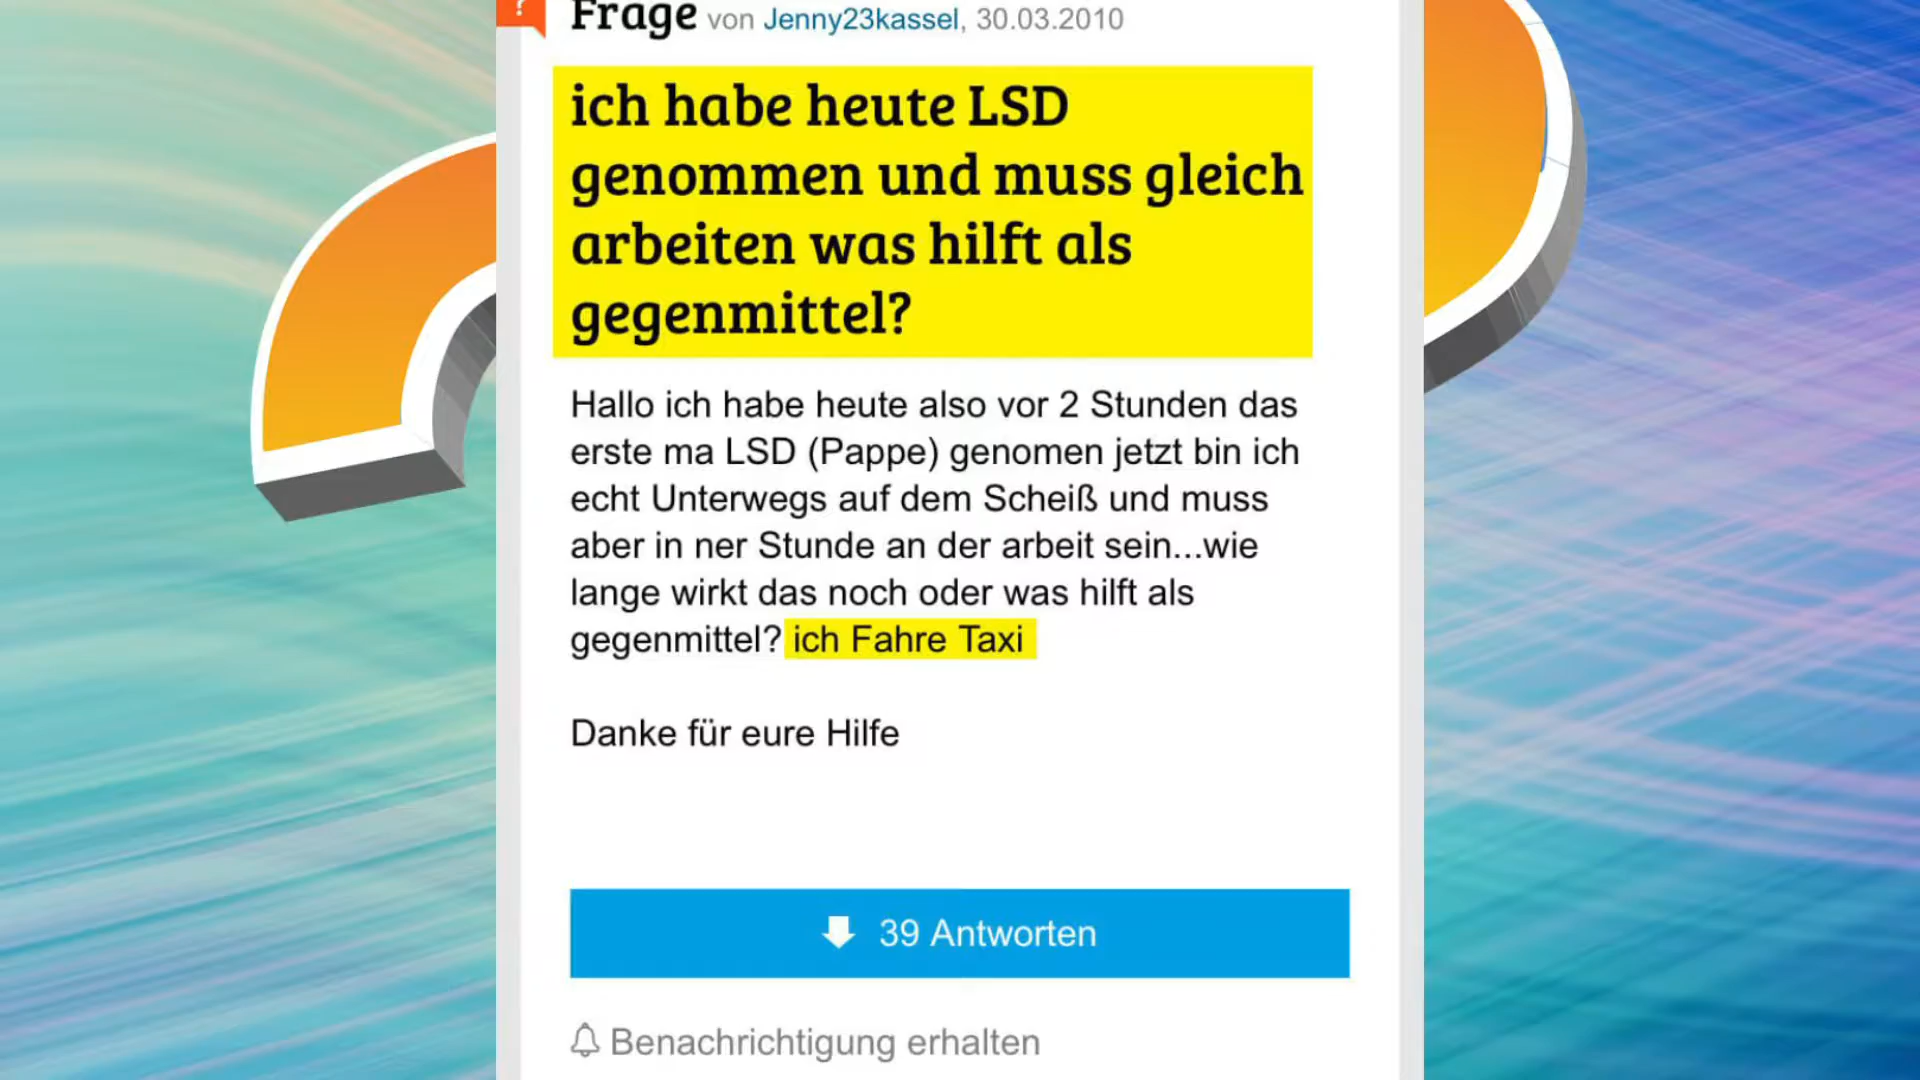 ?
Frage von Jenny23kassel, 30.03.2010
ich habe heute LSD
genommen und muss gleich
arbeiten was hilft als
gegenmittel?
Hallo ich habe heute also vor 2 Stunden das
erste ma LSD (Pappe) genomen jetzt bin ich
echt Unterwegs auf dem Scheiß und muss
aber in ner Stunde an der arbeit sein...wie
lange wirkt das noch oder was hilft als
gegenmittel? ich Fahre Taxi
Danke für eure Hilfe
39 Antworten
Benachrichtigung erhalten